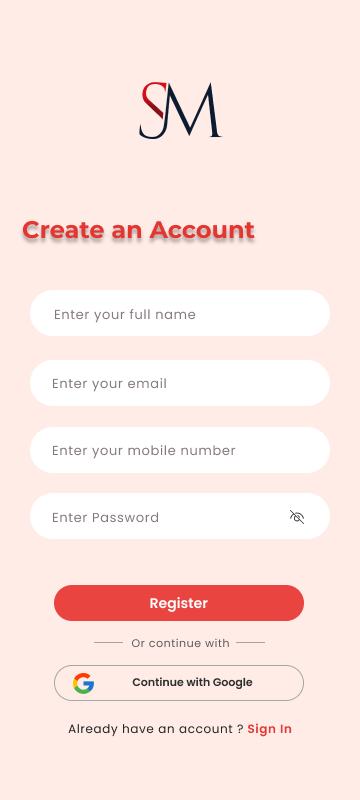 SM
Create an Account
Enter your full name
Enter your email
Enter your mobile number
Enter Password
Register
Or continue with
Continue with Google
Already have an account ? Sign In